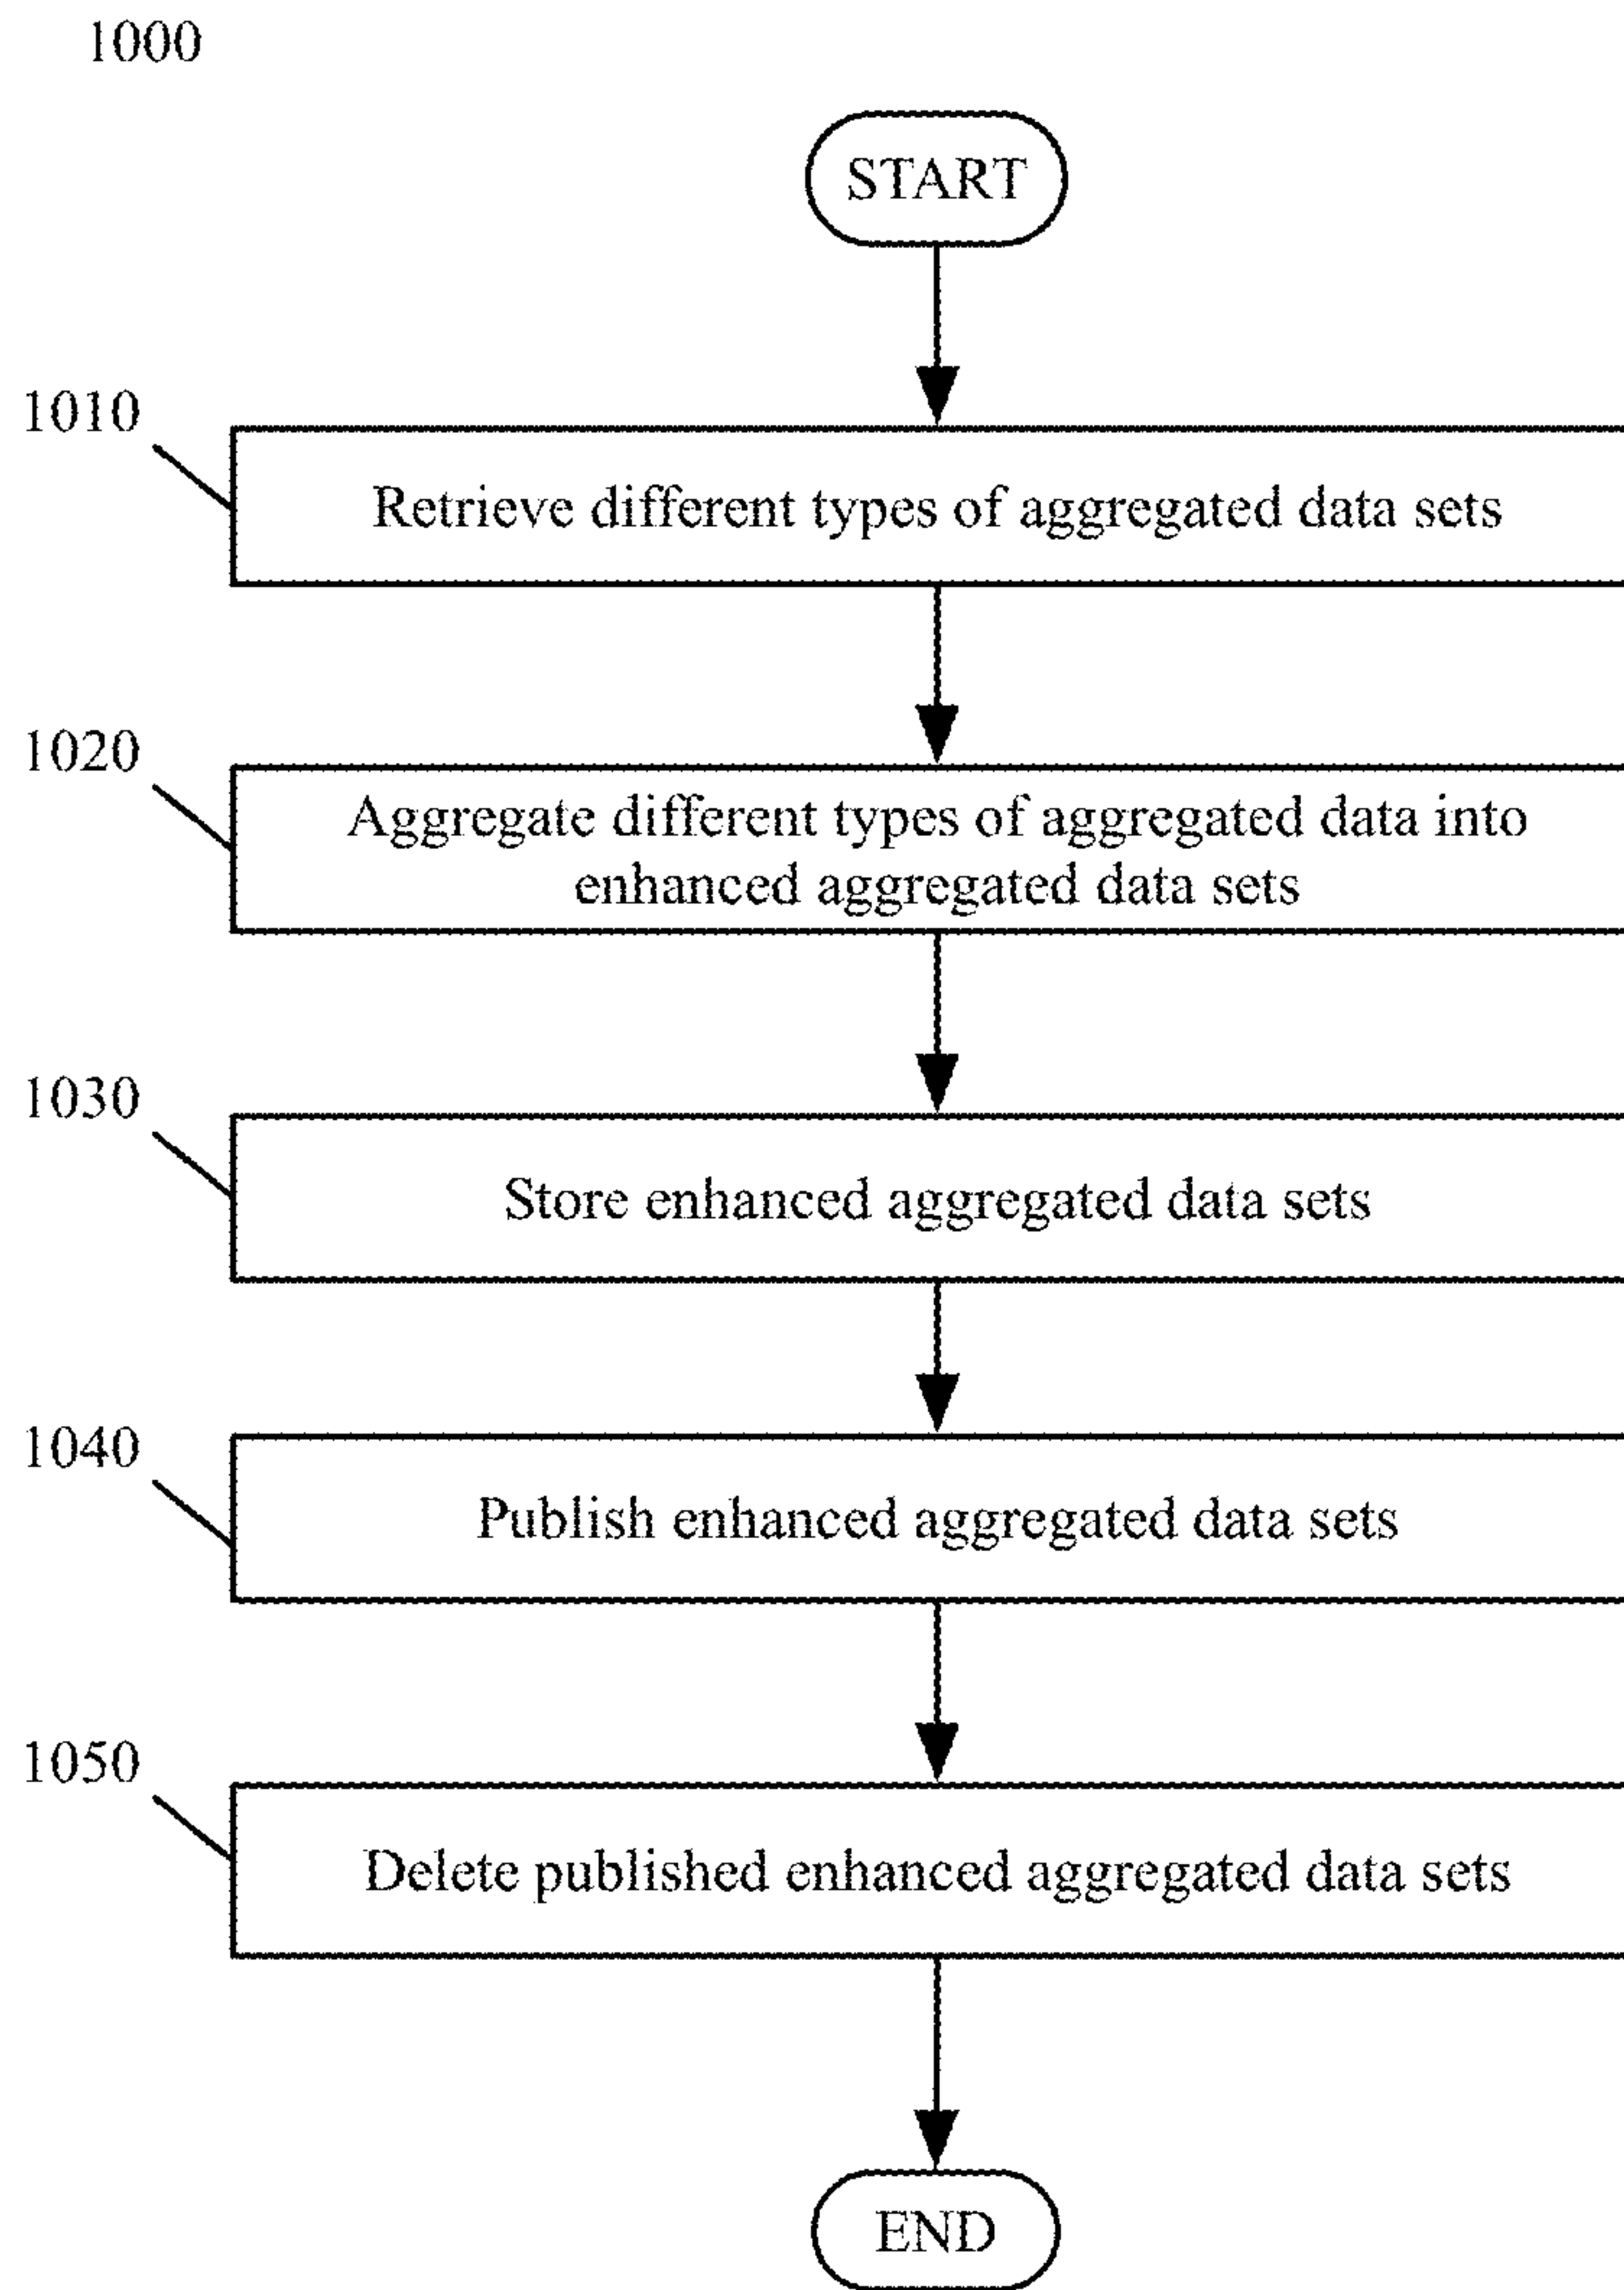 1000
START
1010
Retrieve different types of aggregated data sets
1020
Aggregate different types of aggregated data into
enhanced aggregated data sets
1030
Store enhanced aggregated data sets
1040
Publish enhanced aggregated data sets
1050
Delete published enhanced aggregated data sets
END